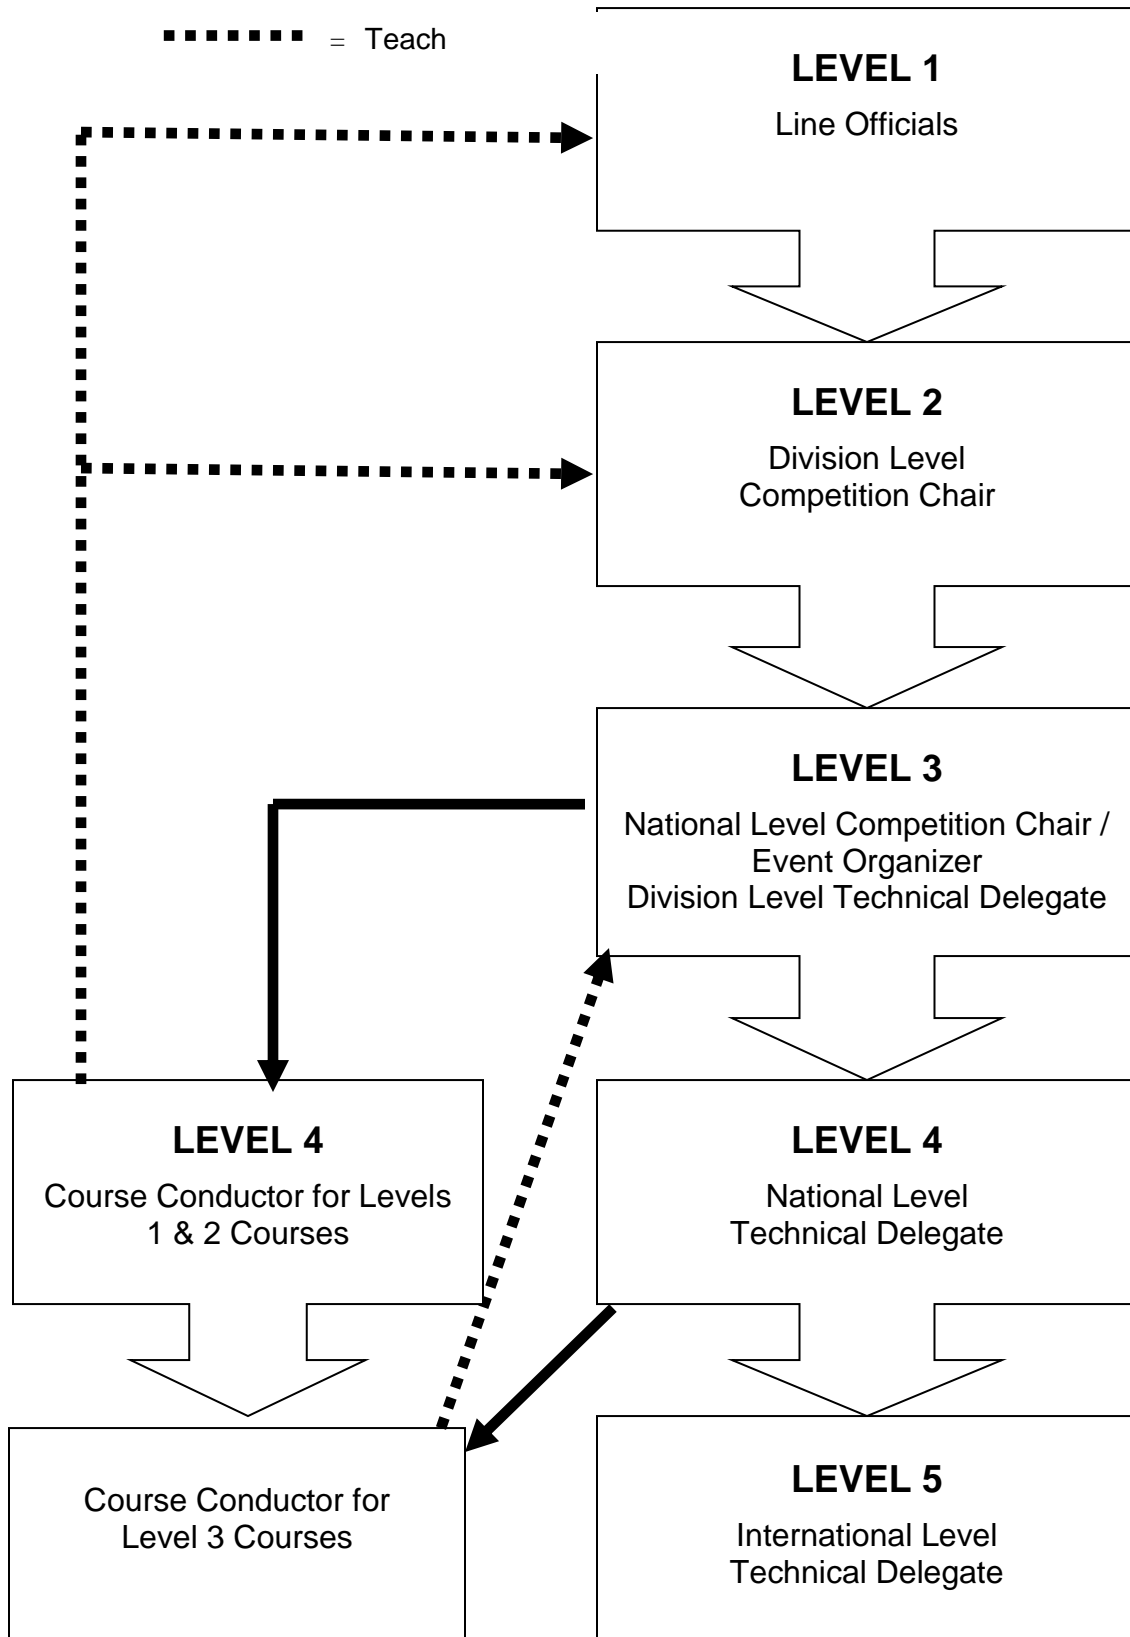 = Teach
LEVEL 1
Line Officials
LEVEL 2
Division Level
Competition Chair
LEVEL 3
National Level Competition Chair /
Event Organizer
Division Level Technical Delegate
LEVEL 4
Course Conductor for Levels
1 & 2 Courses
LEVEL 4
National Level
Technical Delegate
Course Conductor for
Level 3 Courses
LEVEL 5
International Level
Technical Delegate